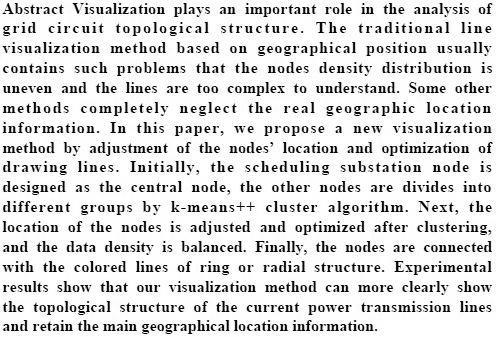 Abstract Visualization plays an important role in the analysis of
grid circuit topological structure. The traditional line
visualization method based on geographical position usually
contains such problems that the nodes density distribution is
uneven and the lines are too complex to understand. Some other
methods completely neglect the real geographic location
information. In this paper, we propose a new visualization
method by adjustment of the nodes’ location and optimization of
drawing lines. Initially, the scheduling substation node is
designed as the central node, the other nodes are divides into
different groups by k-means++ cluster algorithm. Next, the
location of the nodes is adjusted and optimized after clustering,
and the data density is balanced. Finally, the nodes are connected
with the colored lines of ring or radial structure. Experimental
results show that our visualization method can more clearly show
the topological structure of the current power transmission lines
and retain the main geographical location information.